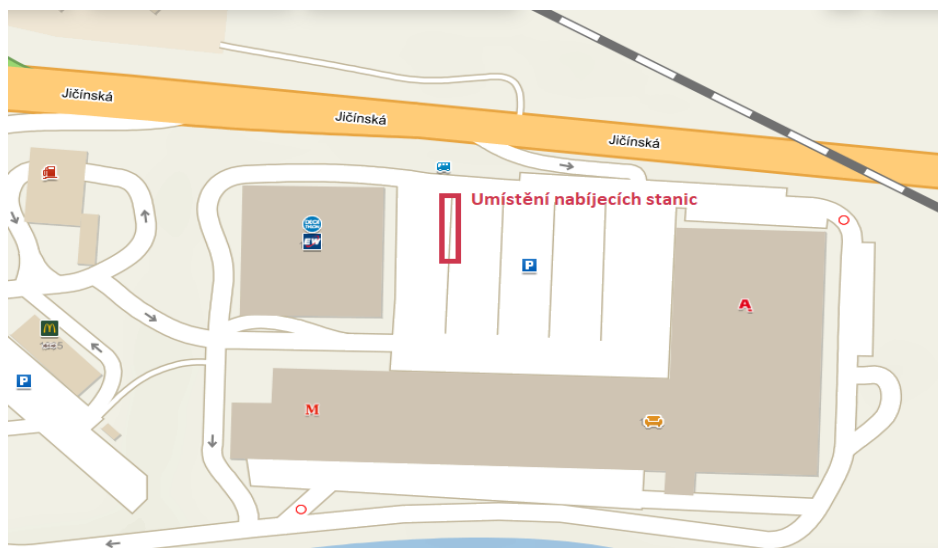 Jičínská
Jičínská
Jičínská
Umístění nabíjecích stanic
DECATHLON
EW
P
A
M
P
M